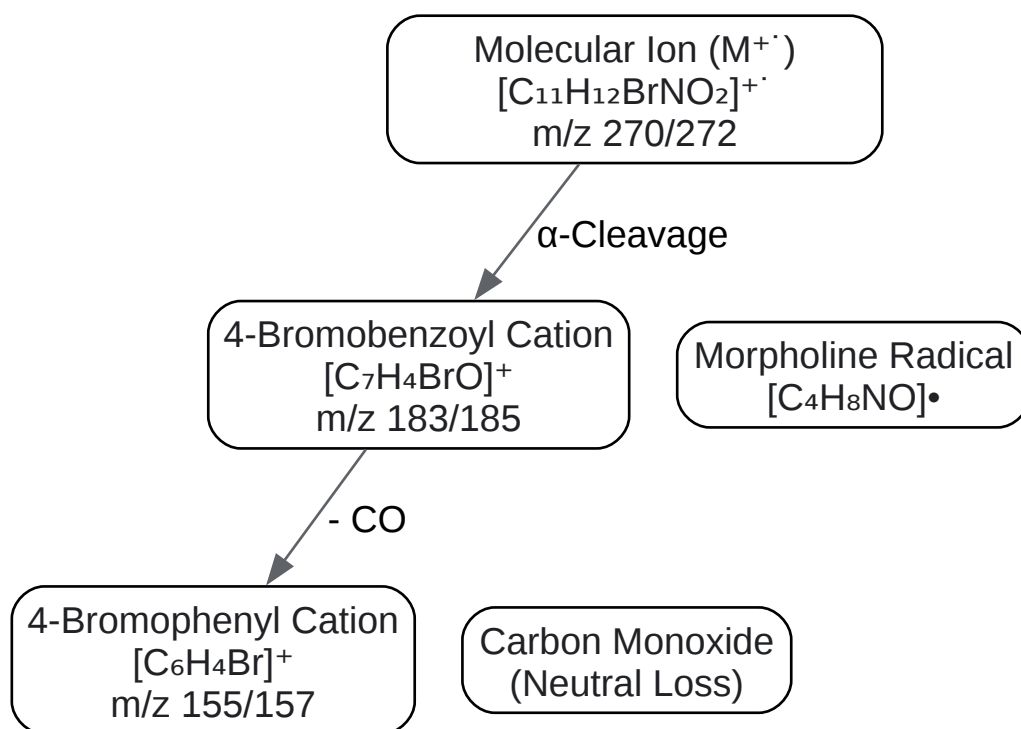 Molecular Ion (M⁺˙)
[C₁₁H₁₂BrNO₂]⁺˙
m/z 270/272
α-Cleavage
4-Bromobenzoyl Cation
[C₇H₄BrO]⁺
m/z 183/185
Morpholine Radical
[C₄H₈NO]•
- CO
4-Bromophenyl Cation
[C₆H₄Br]⁺
m/z 155/157
Carbon Monoxide
(Neutral Loss)